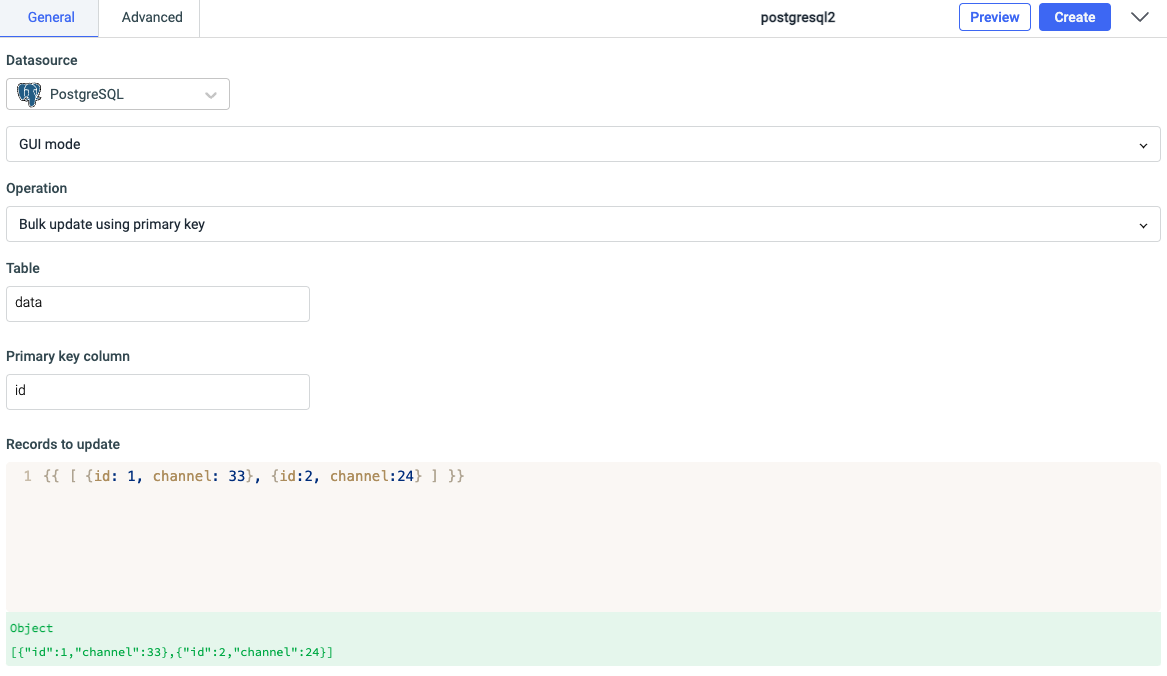 General Advanced postgresql2 Preview Create
Datasource
PostgreSQL
GUI mode
Operation
Bulk update using primary key
Table
data
Primary key column
id
Records to update
1 {{ [ {id: 1, channel: 33}, {id:2, channel:24} ] }}
Object
[{"id":1,"channel":33},{"id":2,"channel":24}]